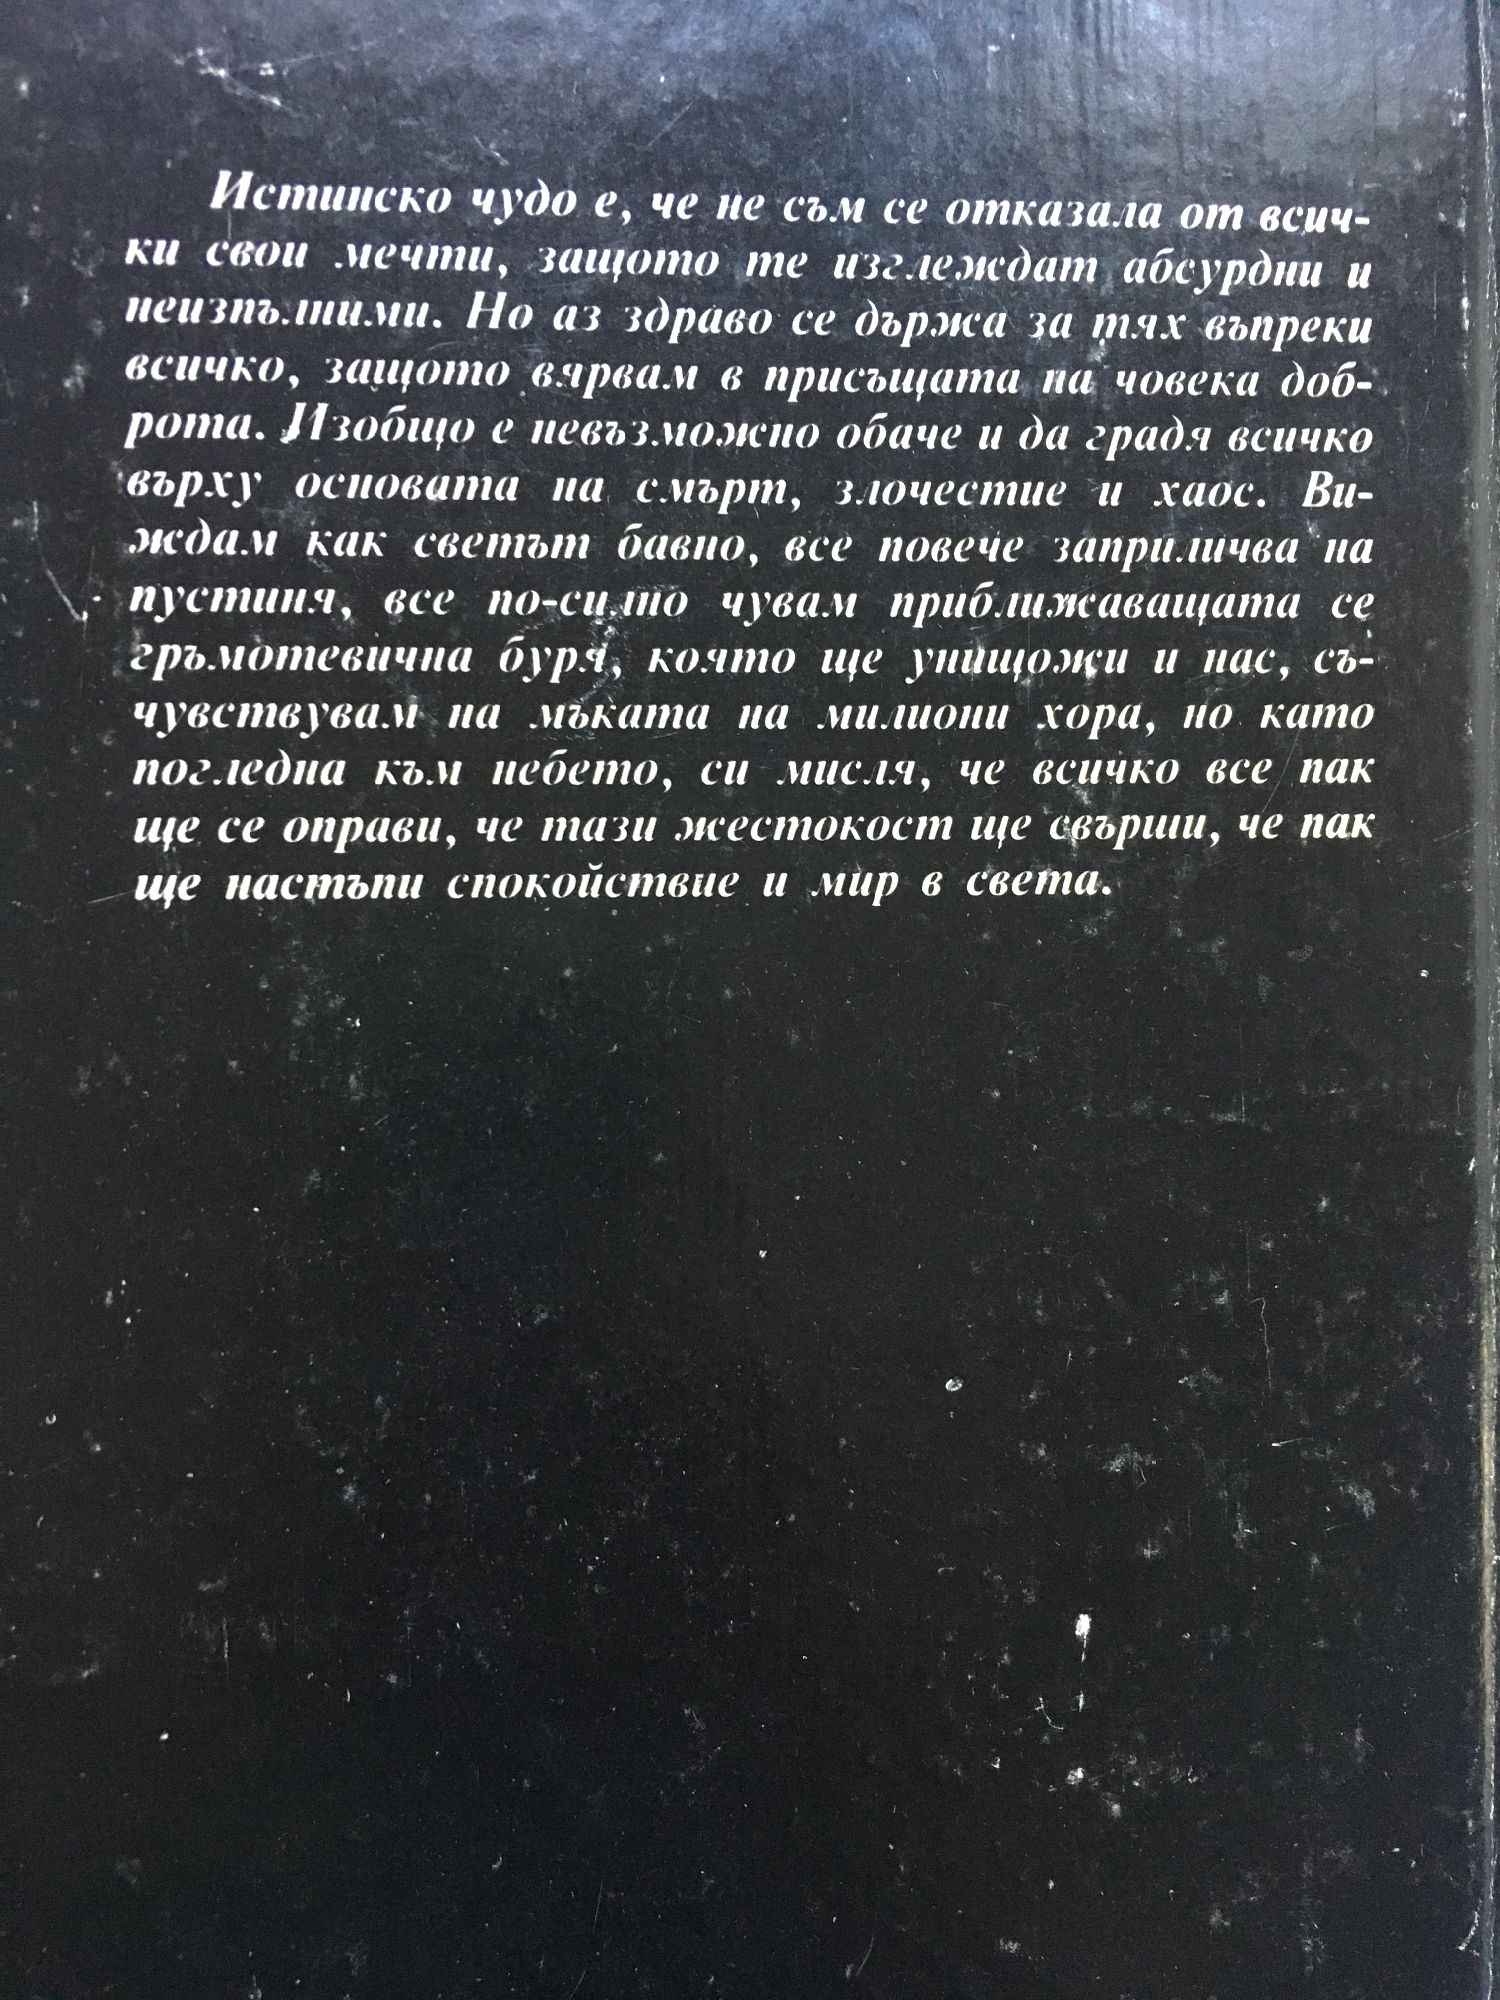 Истинско чудо е, че не съм се отказала от всич-
ки свои мечти, защото те изглеждат абсурдни и
неизпълними. Но аз здраво се държа за тях въпреки
всичко, защото вярвам в присъщата на човека доб-
рота. Изобщо е невъзможно обаче и да градя всичко
върху основата на смърт, злочестие и хаос. Ви-
ждам как светът бавно, все повече заприличва на
пустиня, все по-силно чувам приближаващата се
гръмотевична буря, която ще унищожи и нас, съ-
чувствувам на мъката на милиони хора, но като
погледна към небето, си мисля, че всичко все пак
ще се оправи, че тази жестокост ще свърши, че пак
ще настъпи спокойствие и мир в света.